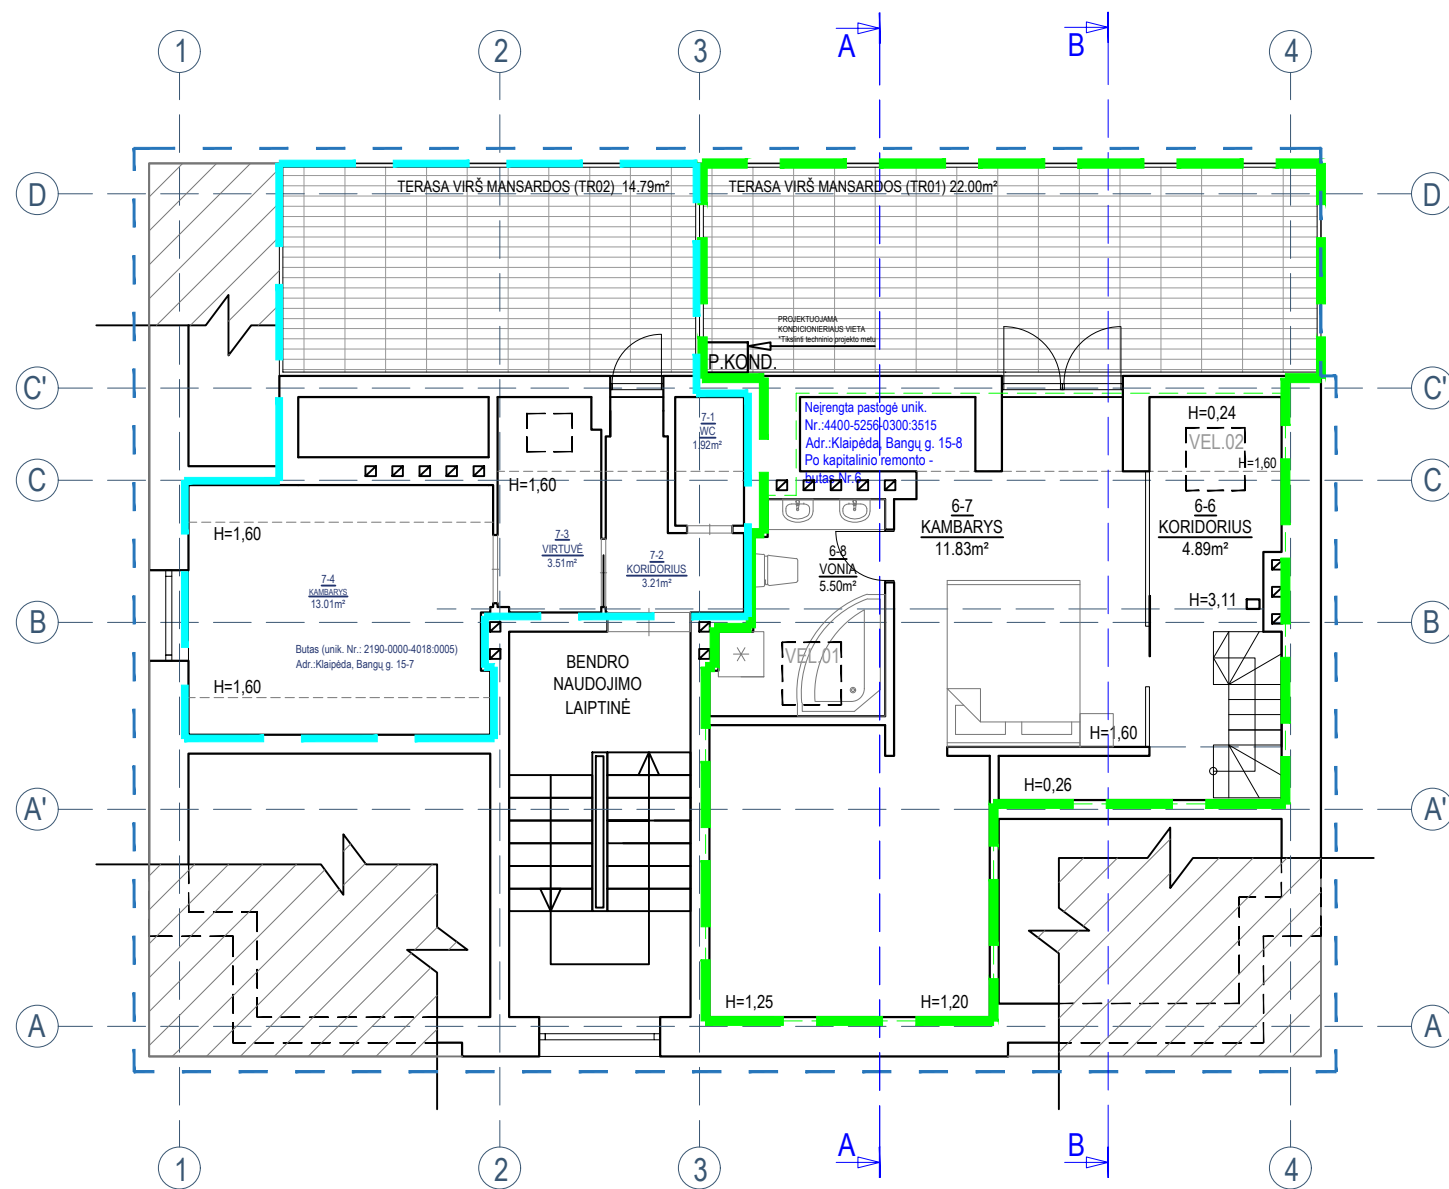 1
2
3
A
B
4
D
TERASA VIRŠ MANSARDOS (TR02) 14.79m²
TERASA VIRŠ MANSARDOS (TR01) 22.00m²
D
PROJEKTUOJAMA
KONDICIONIERIAUS VIETA
*Tikslinti techninio projekto metu
P.KOND.
C'
C'
7-1
WC
1.92m²
Neįrengta pastogė unik.
Nr.:4400-5256-0300:3515
Adr.:Klaipėda, Bangų g. 15-8
Po kapitalinio remonto -
butas Nr.6
H=0,24
VEL.02
H=1,60
C
C
H=1,60
H=1,60
7-3
VIRTUVĖ
3.51m²
7-2
KORIDORIUS
3.21m²
6-7
KAMBARYS
11.83m²
6-6
KORIDORIUS
4.89m²
6-8
VONIA
5.50m²
7-4
KAMBARYS
13.01m²
H=3,11
B
B
Butas (unik. Nr.: 2190-0000-4018:0005)
Adr.:Klaipėda, Bangų g. 15-7
H=1,60
BENDRO
NAUDOJIMO
LAIPTINĖ
VEL.01
H=1,60
H=0,26
A'
A'
H=1,25
H=1,20
A
A
1
2
3
A
B
4